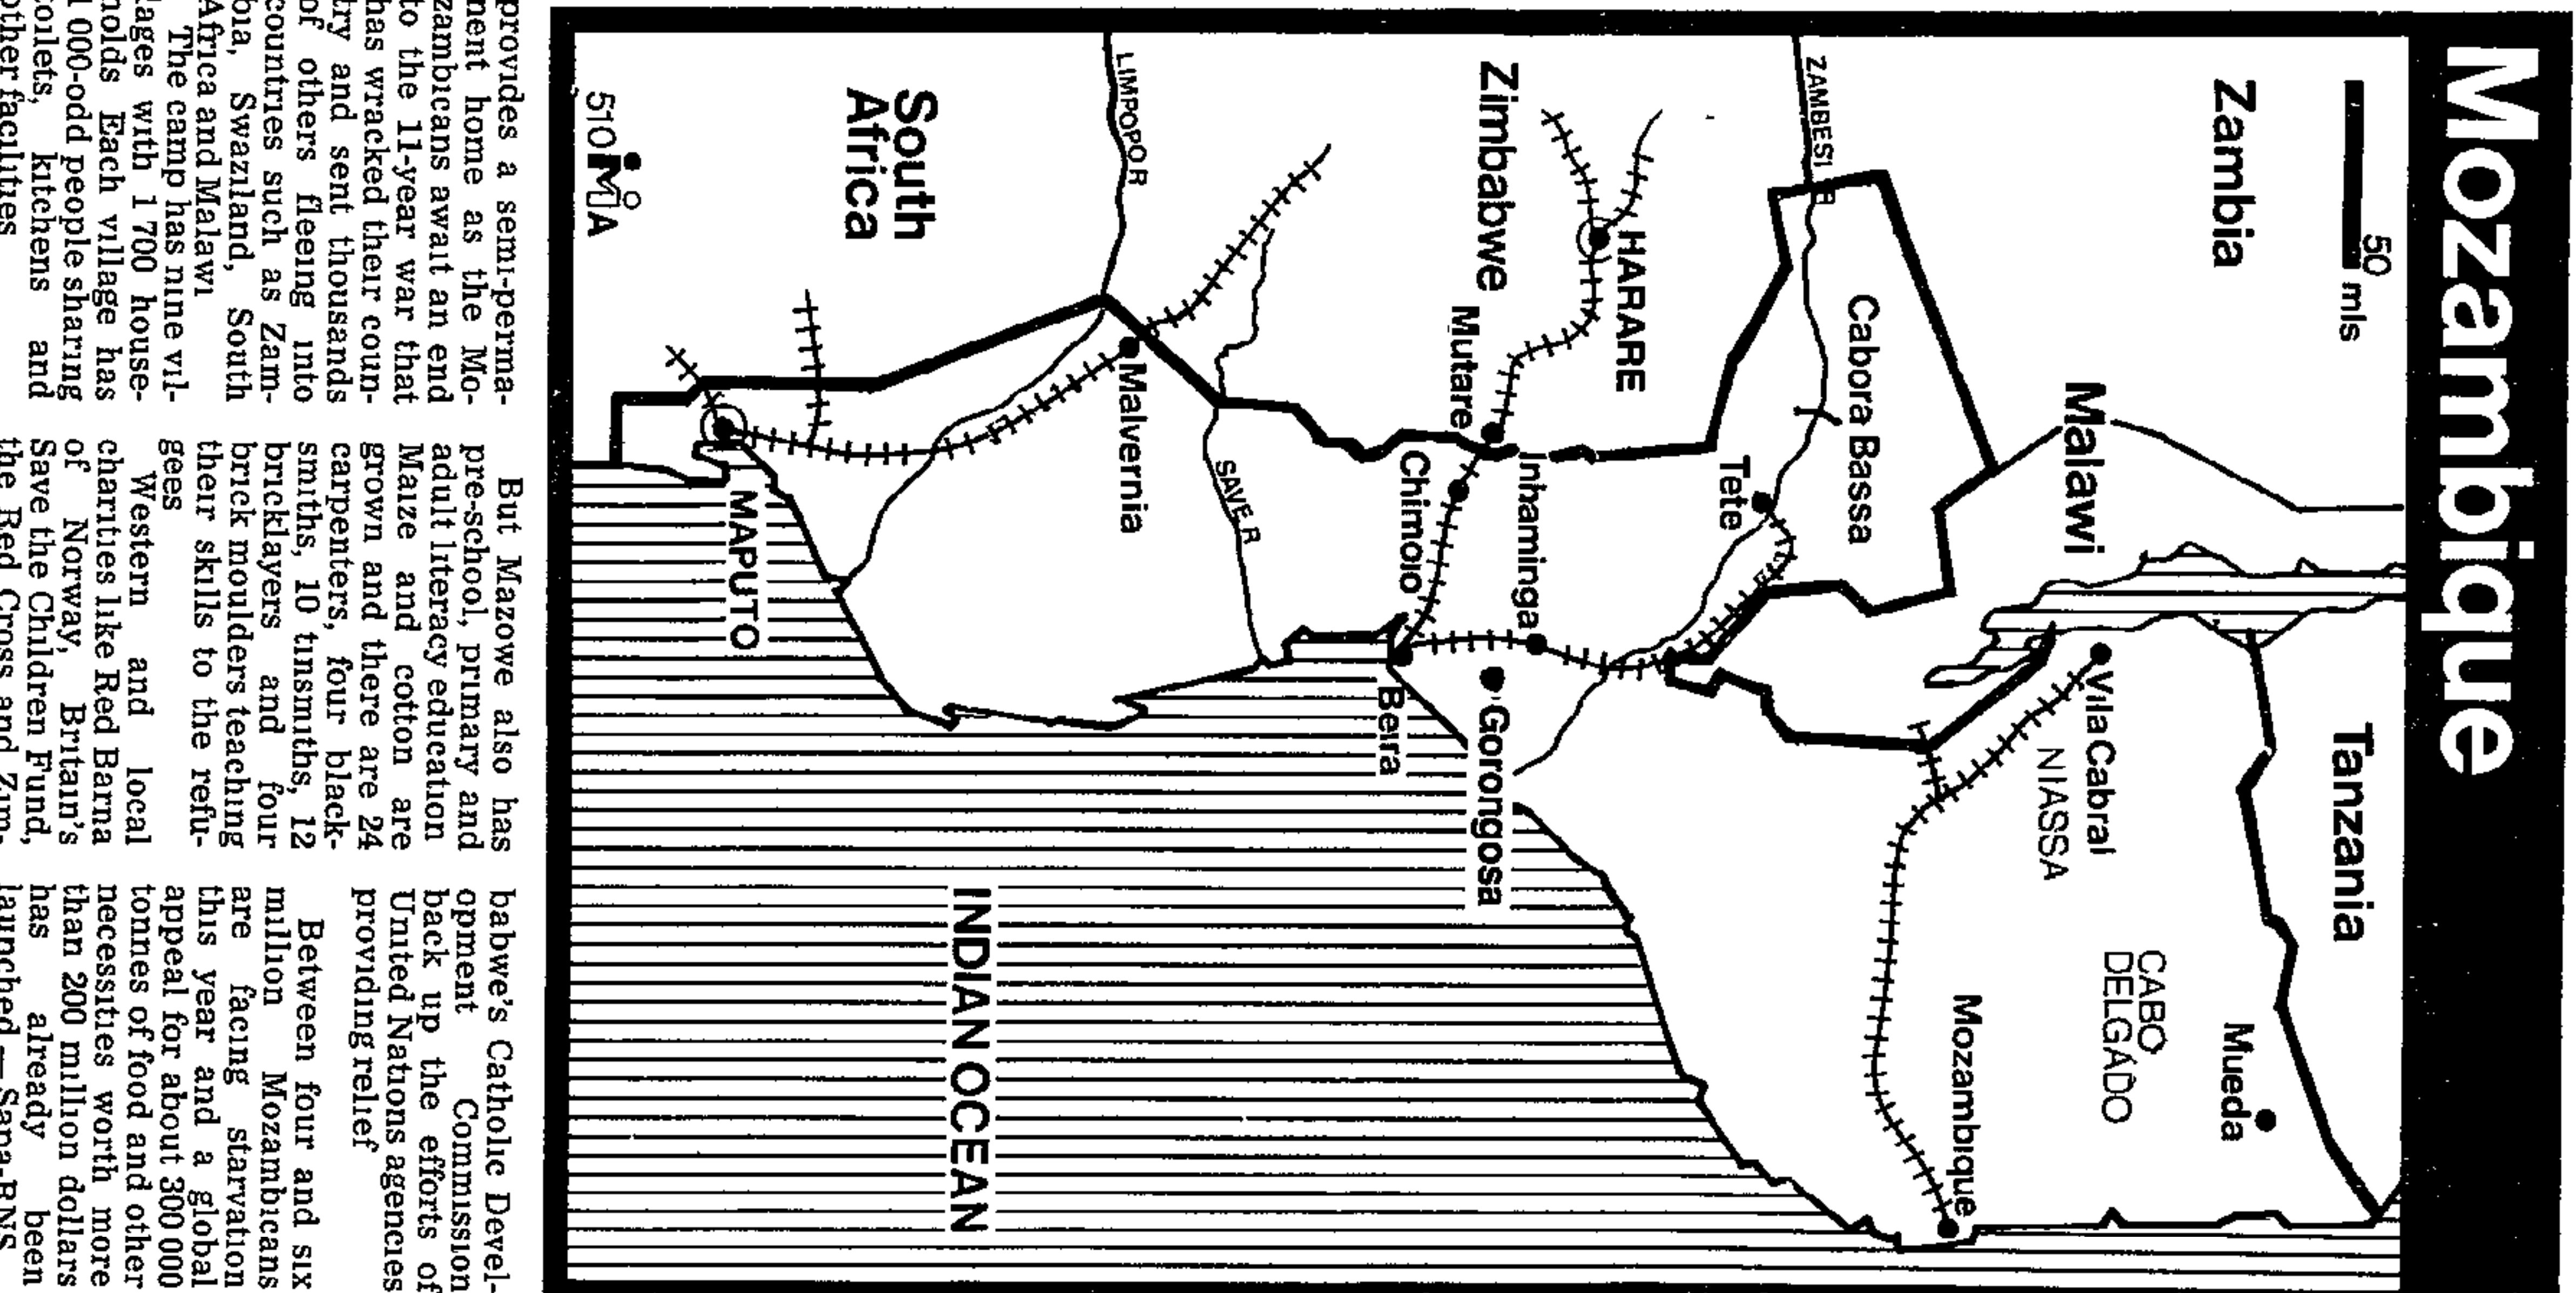 Mozambique
50 mls
Zambia
Tanzania
Malawi
Vila Cabral
NIASSA
CABO
DELGADO
Mueda
Mozambique
ZAMBESI R
Cabora Bassa
Tete
HARARE
Zimbabwe
Mutare
Inhaminga
Chimoio
Gorongosa
Beira
SAVE R
LIMPOPO R
Malvernia
South
Africa
MAPUTO
INDIAN OCEAN
510
provides a semi-perma-
nent home as the Mo-
zambicans await an end
to the 11-year war that
has wracked their coun-
try and sent thousands
of others fleeing into
countries such as Zam-
bia, Swaziland, South
Africa and Malawi
The camp has nine vil-
lages with 1 700 house-
holds Each village has
1 000-odd people sharing
toilets, kitchens and
other facilities
But Mazowe also has
pre-school, primary and
adult literacy education
Maize and cotton are
grown and there are 24
carpenters, four black-
smiths, 10 tinsmiths, 12
bricklayers and four
brick moulders teaching
their skills to the refu-
gees
Western and local
charities like Red Barna
of Norway, Britain's
Save the Children Fund,
the Red Cross and Zim-
babwe's Catholic Devel-
opment Commission
back up the efforts of
United Nations agencies
providing relief
Between four and six
million Mozambicans
are facing starvation
this year and a global
appeal for about 300 000
tonnes of food and other
necessities worth more
than 200 million dollars
has already been
launched —Sapa-RNS